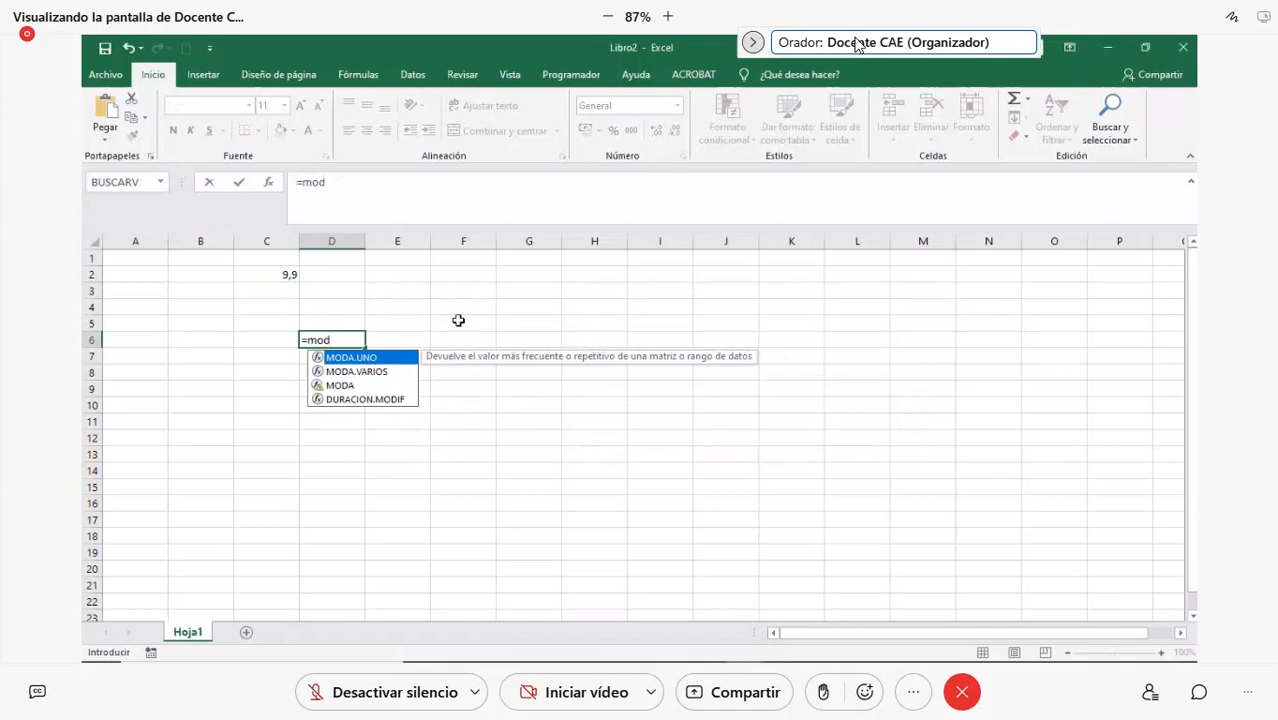 Visualizando la pantalla de Docente C...
87%
Orador: Docente CAE (Organizador)
Libro2 - Excel
Archivo Inicio Insertar Diseño de página Fórmulas Datos Revisar Vista Programador Ayuda ACROBAT ¿Qué desea hacer? Compartir
Pegar
11
N K S
Ajustar texto
Combinar y centrar
General
% 000
Formato condicional
Dar formato como tabla
Estilos de celda
Insertar Eliminar Formato
Ordenar y filtrar
Buscar y seleccionar
Portapapeles Fuente Alineación Número Estilos Celdas Edición
BUSCARV
fx
=mod
A B C D E F G H I J K L M N O P
1
2 9,9
3
4
5
6 =mod
7 MODA.UNO Devuelve el valor más frecuente o repetitivo de una matriz o rango de datos
8 MODA.VARIOS
9 MODA
10 DURACION.MODIF
11
12
13
14
15
16
17
18
19
20
21
22
23
Hoja1
Introducir
100%
Desactivar silencio
Iniciar vídeo
Compartir